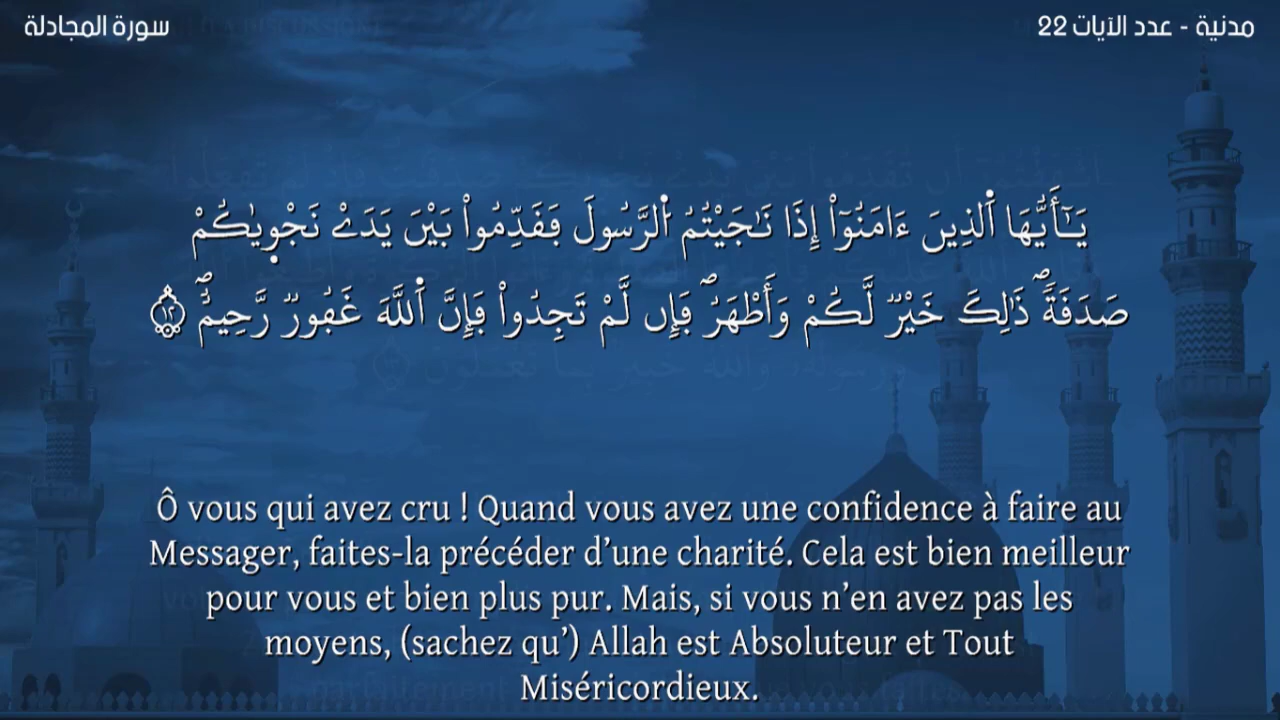 سورة المجادلة
مدنية - عدد الآيات 22
يَـٰٓأَيُّهَا اَ۬لذِينَ ءَامَنُوٓاْ إِذَا نَـٰجَيْتُمُ اُ۬لرَّسُولَ فَقَدِّمُواْ بَيْنَ يَدَےْ نَجْو۪يٰكُمْ
صَدَقَةٗۖ ذَٰلِكَ خَيْرٞ لَّكُمْ وَأَطْهَرُۖ فَإِن لَّمْ تَجِدُواْ فَإِنَّ اَ۬للَّهَ غَفُورٞ رَّحِيمٌۖ ١٢
Ô vous qui avez cru ! Quand vous avez une confidence à faire au
Messager, faites-la précéder d’une charité. Cela est bien meilleur
pour vous et bien plus pur. Mais, si vous n’en avez pas les
moyens, (sachez qu’) Allah est Absoluteur et Tout
Miséricordieux.